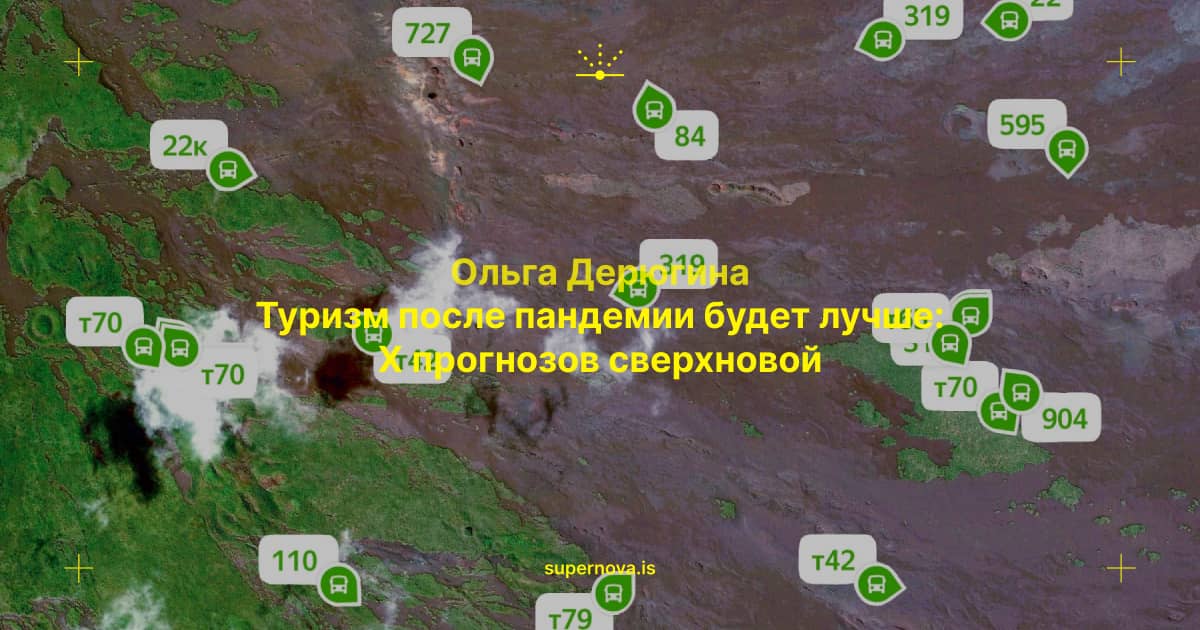 727
319
22
84
595
22к
319
Ольга Дерюгина
т70
Туризм после пандемии будет лучше:
Х прогнозов сверхновой
т70
т70
904
110
т42
supernova.is
т79